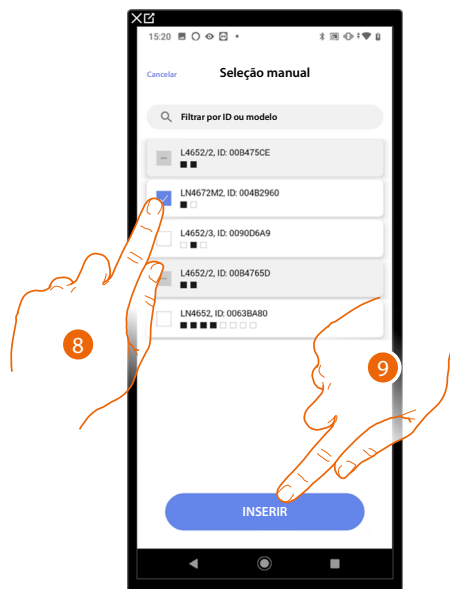 15:20
Cancelar Seleção manual
Filtrar por ID ou modelo
L4652/2, ID: 00B475CE
LN4672M2, ID: 004B2960
L4652/3, ID: 0090D6A9
L4652/2, ID: 00B4765D
LN4652, ID: 0063BA80
8
9
INSERIR